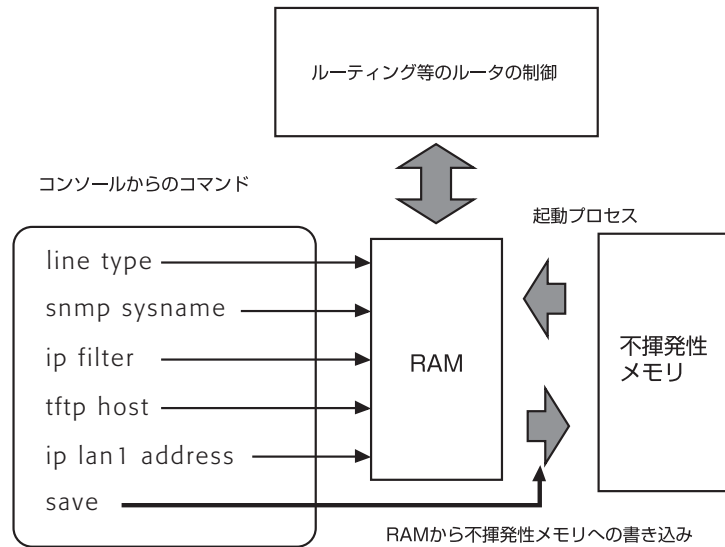 ルーティング等のルータの制御
コンソールからのコマンド
起動プロセス
line type
snmp sysname
ip filter
tftp host
ip lan1 address
save
RAM
不揮発性
メモリ
RAMから不揮発性メモリへの書き込み